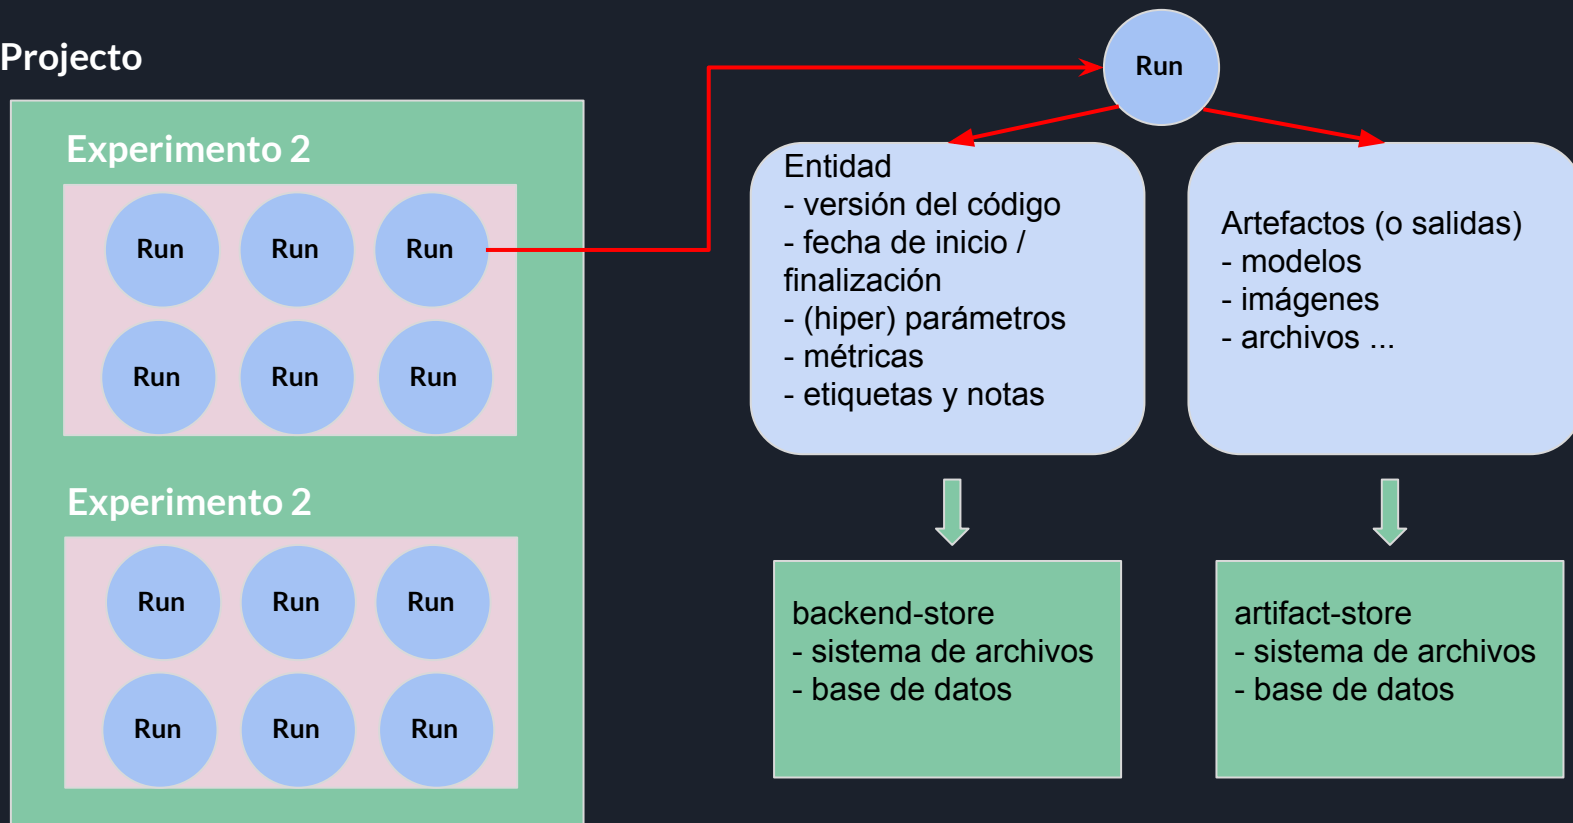 Projecto
Experimento 2
Run Run Run
Run Run Run
Experimento 2
Run Run Run
Run Run Run
Run
Entidad
- versión del código
- fecha de inicio /
finalización
- (hiper) parámetros
- métricas
- etiquetas y notas
Artefactos (o salidas)
- modelos
- imágenes
- archivos ...
backend-store
- sistema de archivos
- base de datos
artifact-store
- sistema de archivos
- base de datos